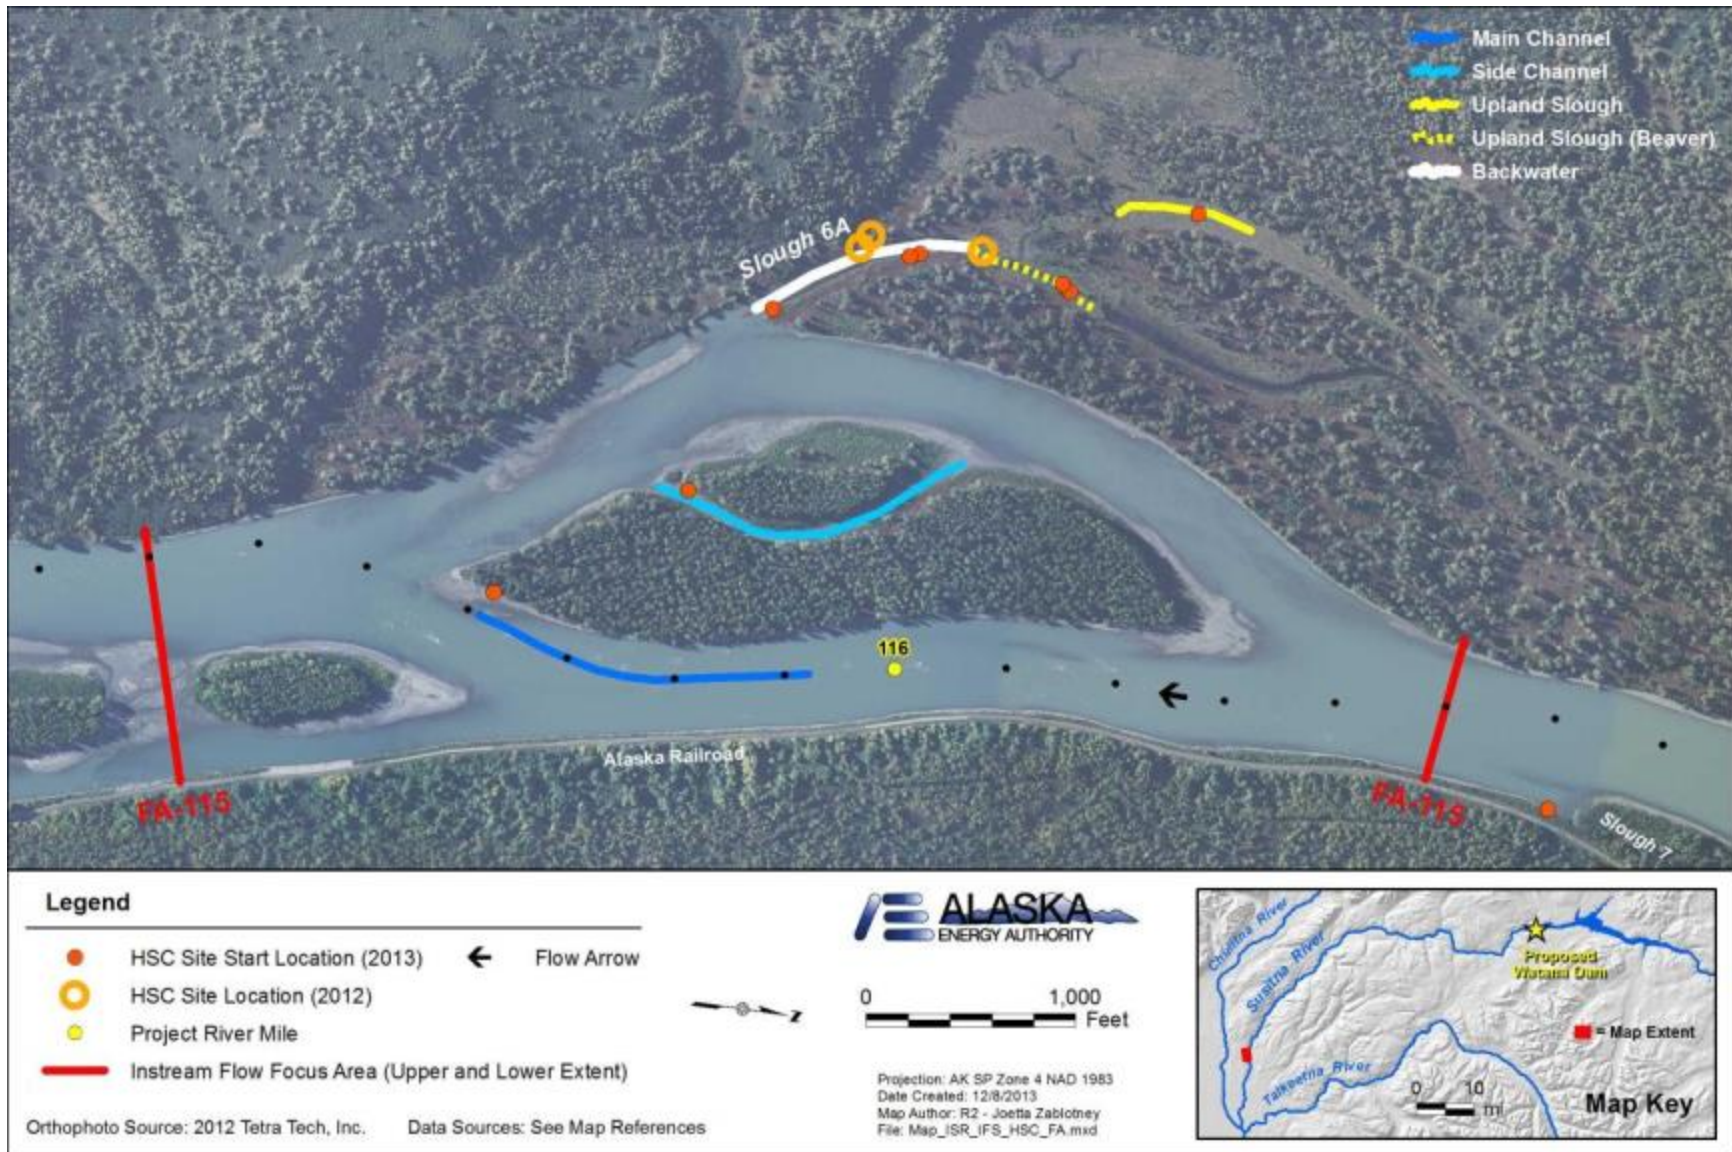 Main Channel
Side Channel
Upland Slough
Upland Slough (Beaver)
Backwater
Slough 6A
116
Alaska Railroad
FA-115
FA-115
Slough 7
Legend
HSC Site Start Location (2013)
Flow Arrow
HSC Site Location (2012)
Project River Mile
Instream Flow Focus Area (Upper and Lower Extent)
Orthophoto Source: 2012 Tetra Tech, Inc.
Data Sources: See Map References
ALASKA
ENERGY AUTHORITY
Z
0 1,000
Feet
Projection: AK SP Zone 4 NAD 1983
Date Created: 12/8/2013
Map Author: R2 - Joetta Zablotney
File: Map_ISR_IFS_HSC_FA.mxd
Chulitna River
Susitna River
Proposed
Watana Dam
= Map Extent
Talkeetna River
0 10
mi
Map Key